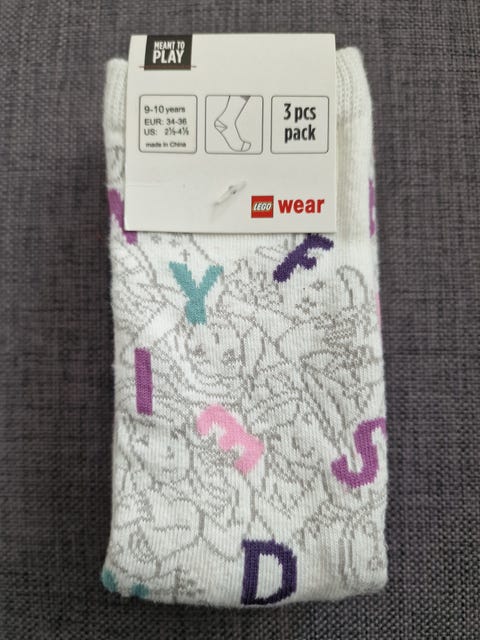 MEANT TO
PLAY
9-10 years
EUR: 34-36
US: 2½-4½
made in China
3 pcs
pack
LEGO wear
F
Y
I
E
S
D